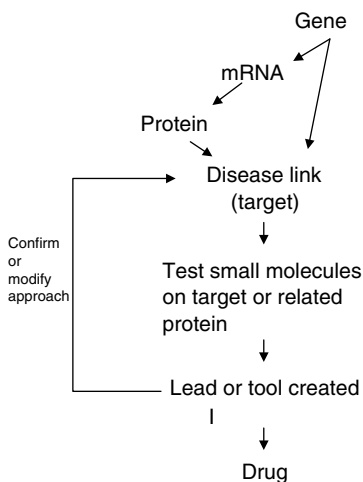 Gene
mRNA
Protein
Disease link
(target)
Confirm
or
modify
approach
Test small molecules
on target or related
protein
Lead or tool created
I
Drug